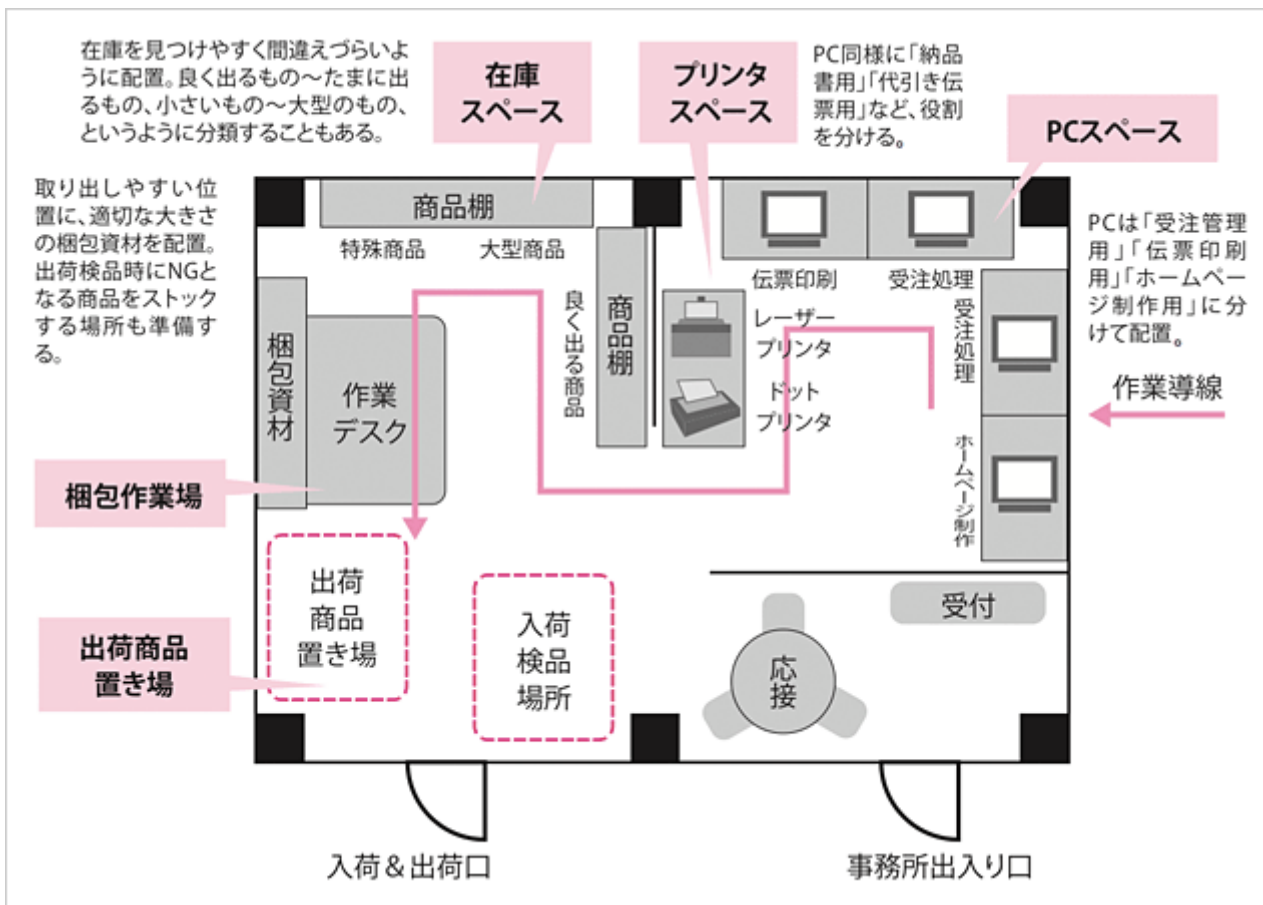 在庫を見つけやすく間違えづらいよ
うに配置。良く出るもの〜たまに出
るもの、小さいもの〜大型のもの、
というように分類することもある。
在庫
スペース
プリンタ
スペース
PC同様に「納品
書用」「代引き伝
票用」など、役割
を分ける。
PCスペース
取り出しやすい位
置に、適切な大きさ
の梱包資材を配置。
出荷検品時にNGと
なる商品をストック
する場所も準備す
る。
商品棚
特殊商品
大型商品
良く出る商品
商品棚
伝票印刷
受注処理
レーザー
プリンタ
ドット
プリンタ
受注処理
ホームページ制作
PCは「受注管理
用」「伝票印刷
用」「ホームペー
ジ制作用」に分
けて配置。
作業導線
梱包資材
作業
デスク
梱包作業場
出荷
商品
置き場
出荷商品
置き場
入荷
検品
場所
受付
応接
入荷&出荷口
事務所出入り口